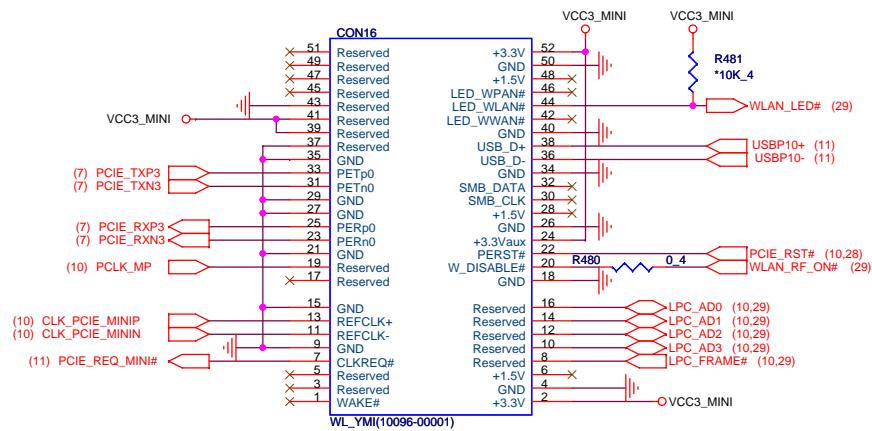 CON16
VCC3_MINI
VCC3_MINI
51 Reserved +3.3V 52
49 Reserved GND 50
47 Reserved +1.5V 48
45 Reserved LED_WPAN# 46
43 Reserved LED_WLAN# 44
41 Reserved LED_WWAN# 42
39 Reserved GND 40
37 Reserved USB_D+ 38
35 GND USB_D- 36
33 PETp0 GND 34
31 PETn0 SMB_DATA 32
29 GND SMB_CLK 30
27 GND +1.5V 28
25 PERp0 GND 26
23 PERn0 +3.3Vaux 24
21 GND PERST# 22
19 Reserved W_DISABLE# 20
17 Reserved GND 18
15 GND Reserved 16
13 REFCLK+ Reserved 14
11 REFCLK- Reserved 12
9 GND Reserved 10
7 CLKREQ# Reserved 8
5 Reserved +1.5V 6
3 Reserved GND 4
1 WAKE# +3.3V 2
WL_YMI(10096-00001)
VCC3_MINI
(7) PCIE_TXP3
(7) PCIE_TXN3
(7) PCIE_RXP3
(7) PCIE_RXN3
(10) PCLK_MP
(10) CLK_PCIE_MINIP
(10) CLK_PCIE_MININ
(11) PCIE_REQ_MINI#
R481
*10K_4
WLAN_LED# (29)
USBP10+ (11)
USBP10- (11)
PCIE_RST# (10,28)
R480 0_4
WLAN_RF_ON# (29)
LPC_AD0 (10,29)
LPC_AD1 (10,29)
LPC_AD2 (10,29)
LPC_AD3 (10,29)
LPC_FRAME# (10,29)
VCC3_MINI